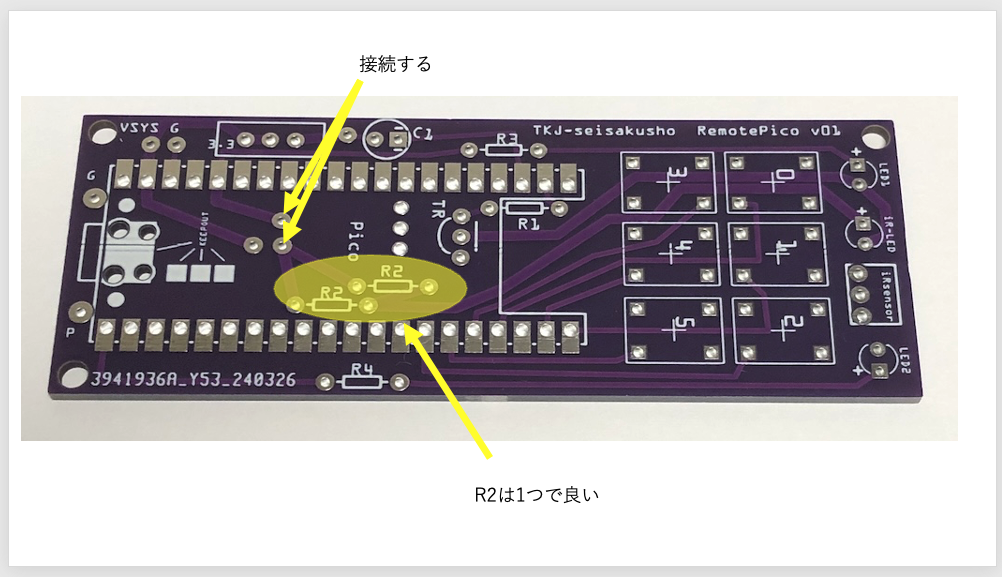 接続する
VSYS G
3.3
C1
R3
TKJ-seisakusho RemotePico v01
G
KEEPOUT
Pico
TR
R1
3
0
LED1
iR-LED
R2
R2
4
1
iRsensor
P
5
2
LED2
3941936A_Y53_240326
R4
R2は1つで良い